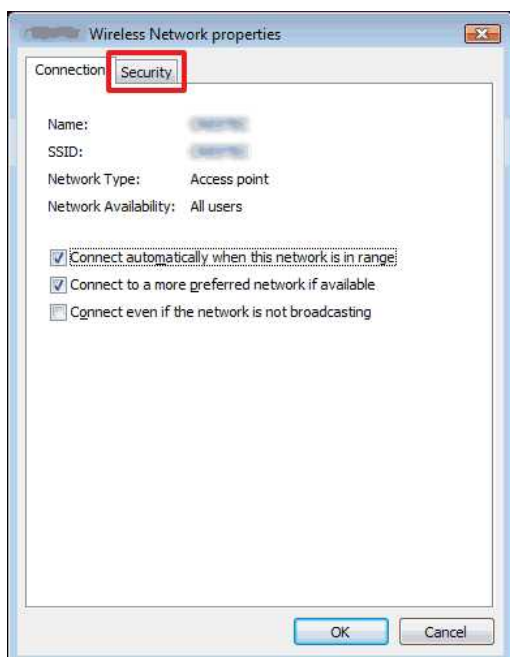 Wireless Network properties
Connection Security
Name:
SSID:
Network Type: Access point
Network Availability: All users
Connect automatically when this network is in range
Connect to a more preferred network if available
Connect even if the network is not broadcasting
OK Cancel